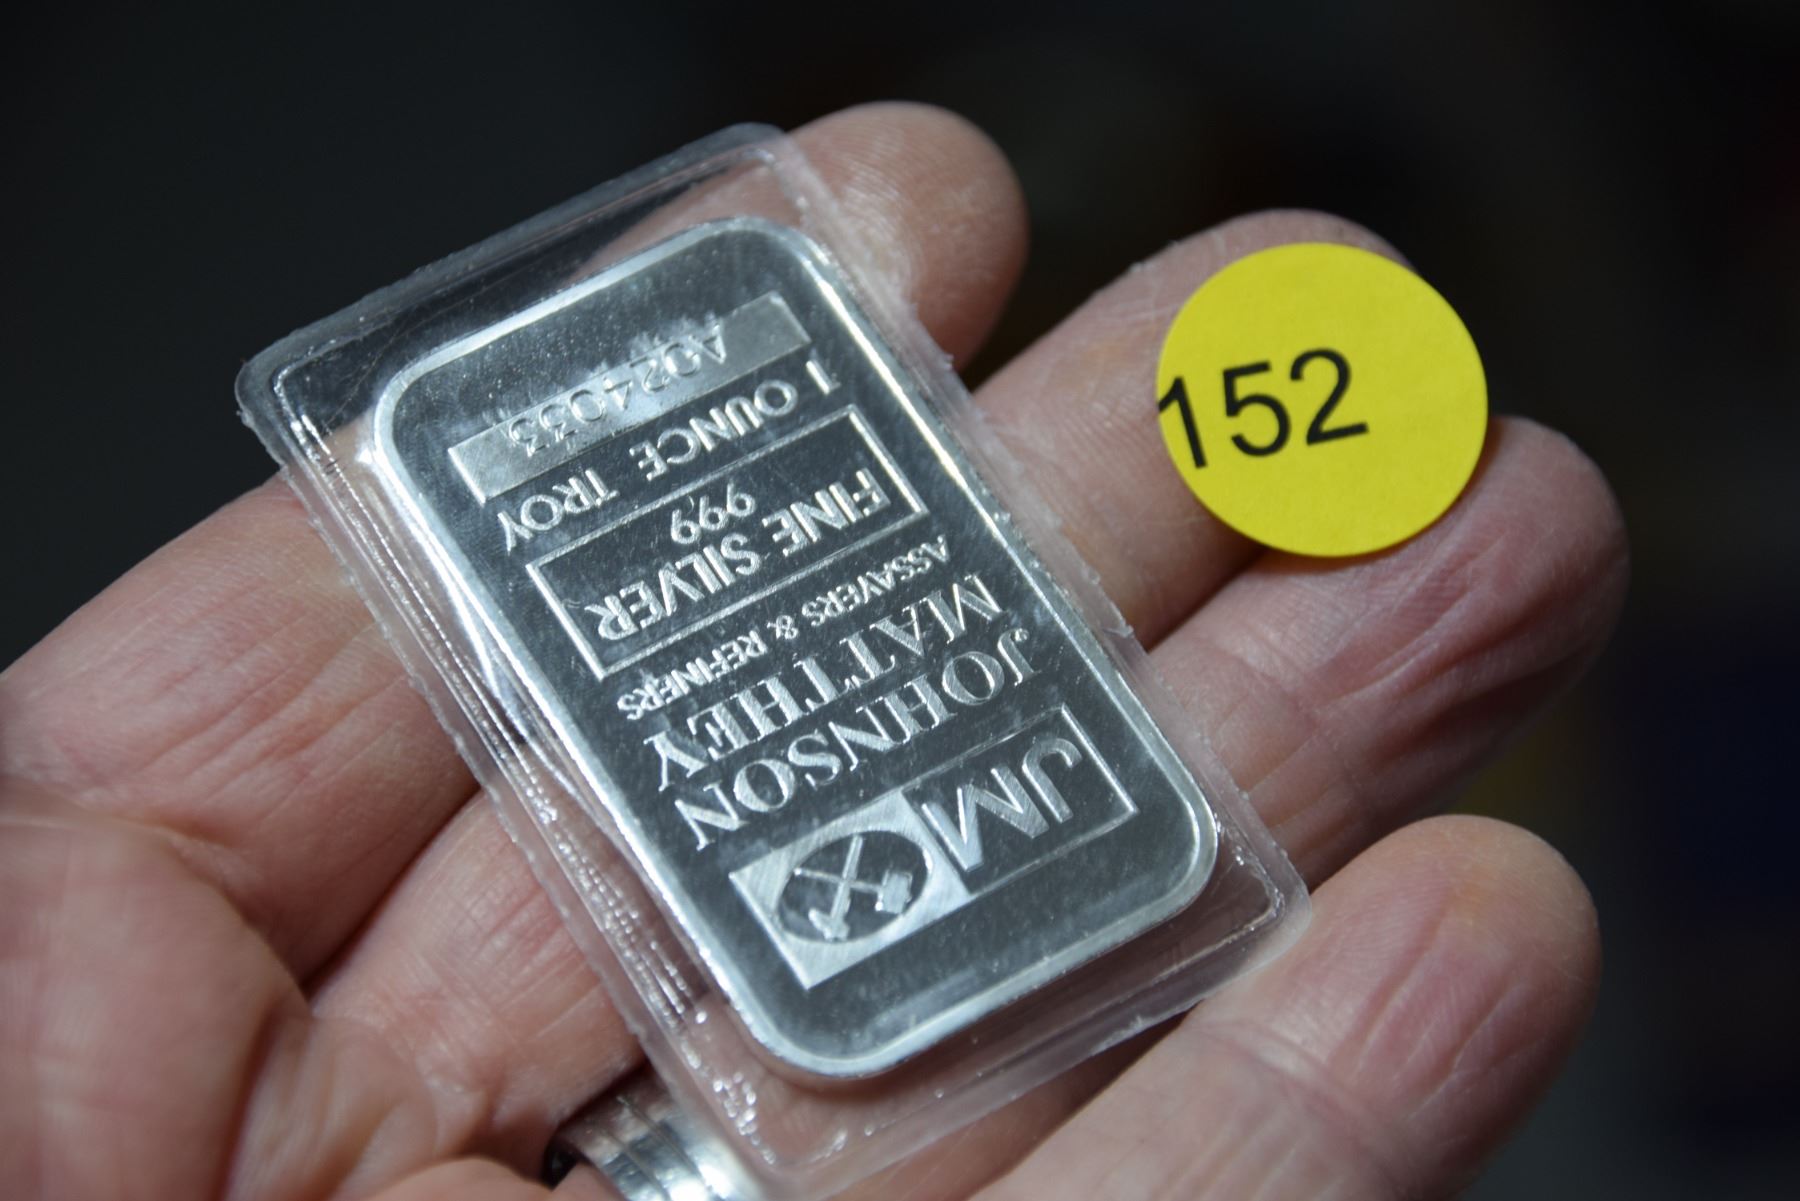 JM
JOHNSON
MATTHEY
ASSAYERS & REFINERS
FINE SILVER
999
1 OUNCE TROY
A024033
152